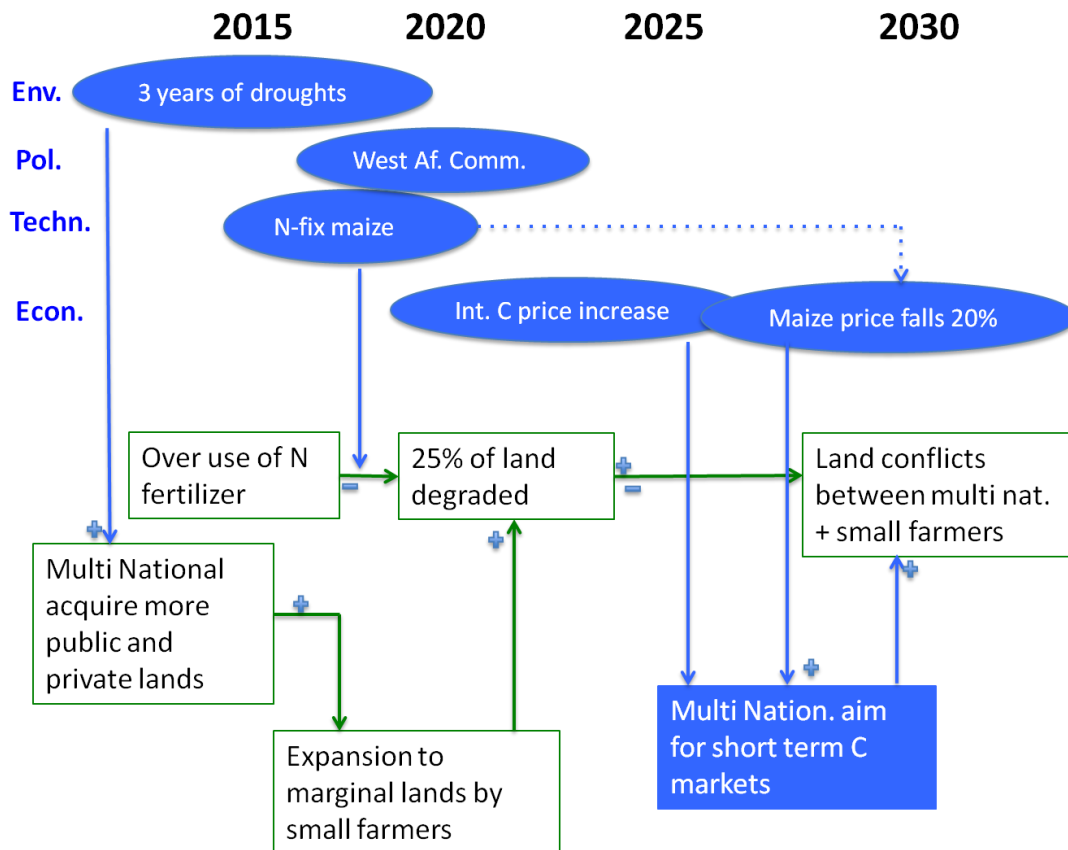 2015 2020 2025 2030
Env. 3 years of droughts
Pol. West Af. Comm.
Techn. N-fix maize
Econ. Int. C price increase Maize price falls 20%
Over use of N
fertilizer
25% of land
degraded
Land conflicts
between multi nat.
+ small farmers
Multi National
acquire more
public and
private lands
Multi Nation. aim
for short term C
markets
Expansion to
marginal lands by
small farmers